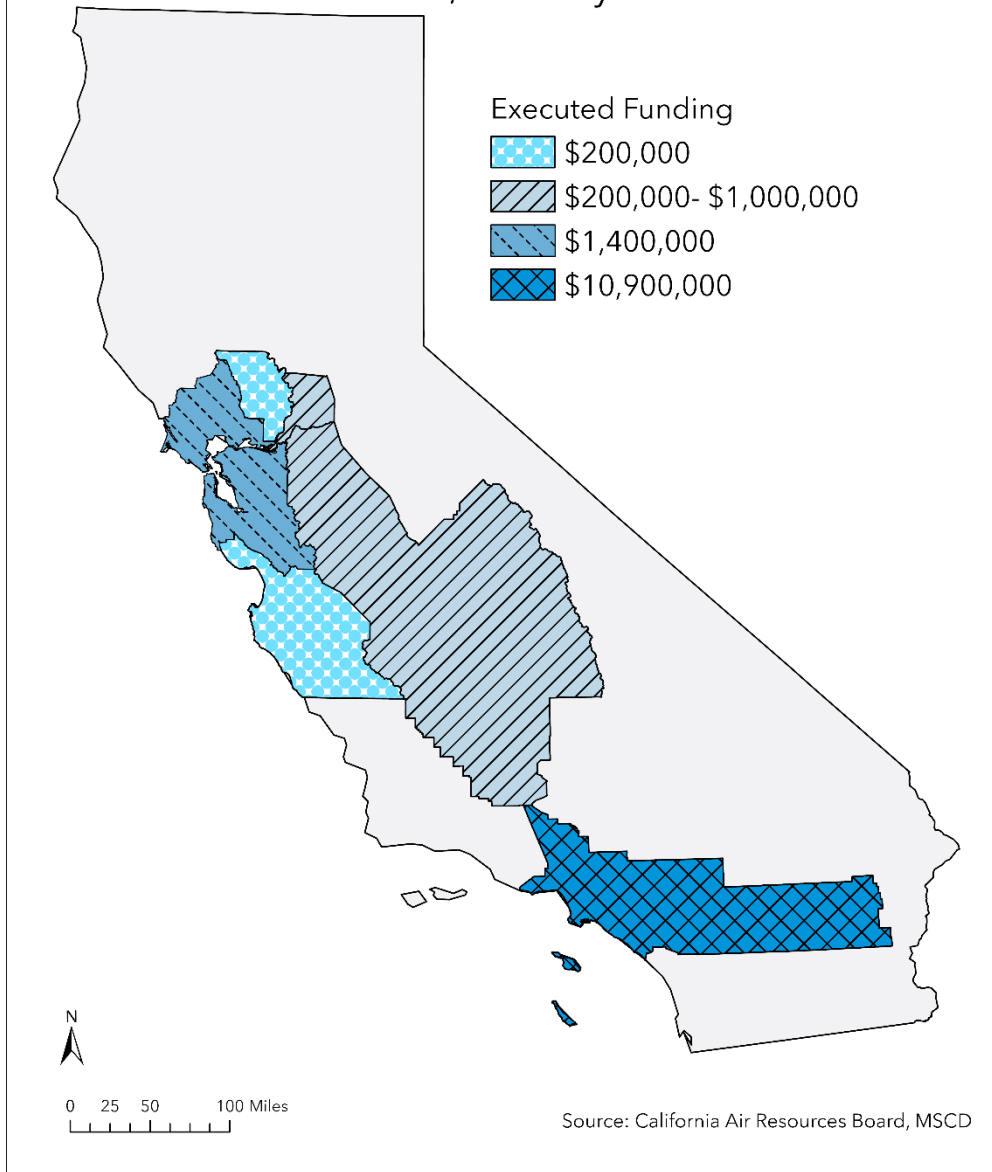 Executed Funding
$200,000
$200,000- $1,000,000
$1,400,000
$10,900,000
N
0 25 50 100 Miles
Source: California Air Resources Board, MSCD